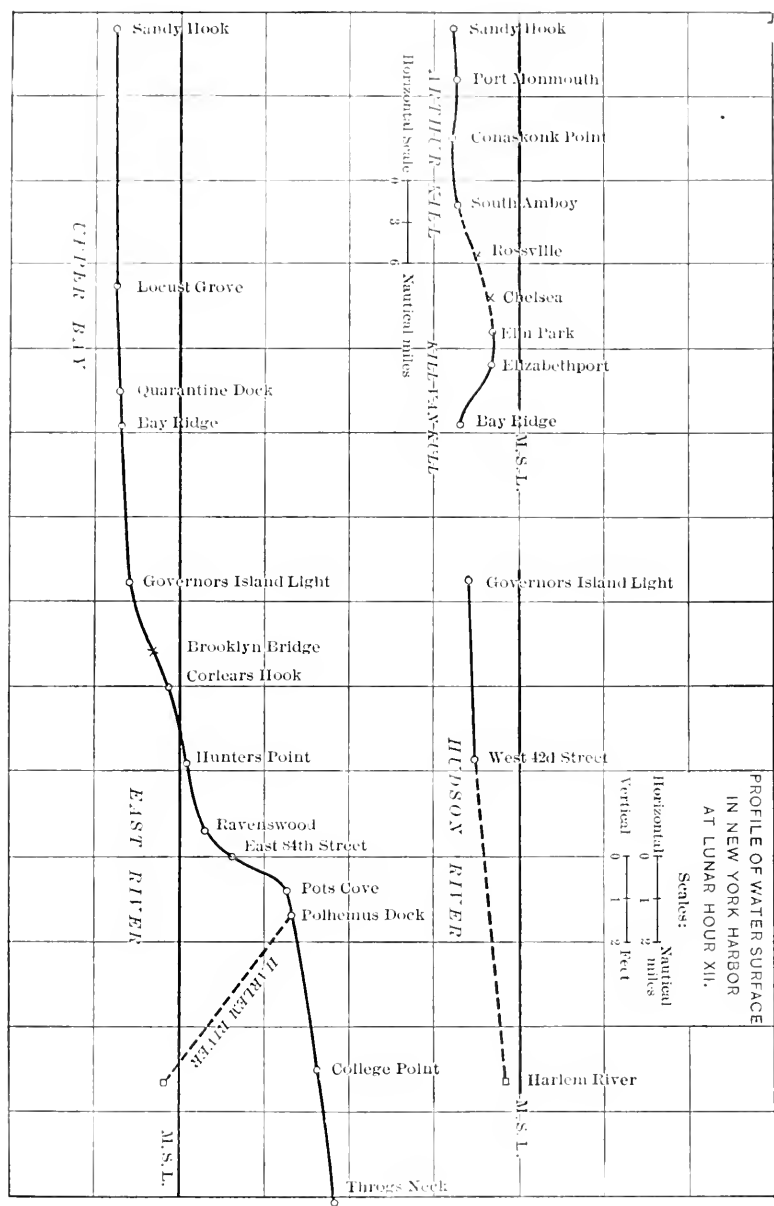 PROFILE OF WATER SURFACE
IN NEW YORK HARBOR
AT LUNAR HOUR XII.
Scales:
Horizontal 0 1 2 Nautical miles
Vertical 0 1 2 Feet
Sandy Hook
Locust Grove
Quarantine Dock
Bay Ridge
Governors Island Light
Brooklyn Bridge
Corlears Hook
Hunters Point
Ravenswood
East 84th Street
Pots Cove
Polhemus Dock
College Point
Throgs Neck
UPPER BAY
EAST RIVER
HARLEM RIVER
M.S.L.
Sandy Hook
Port Monmouth
Conaskonk Point
South Amboy
Rossville
Chelsea
Elm Park
Elizabethport
Bay Ridge
ARTHUR KILL
KILL VAN KULL
Horizontal Scale
0 3 6
Nautical miles
M.S.L.
Governors Island Light
West 42d Street
Harlem River
HUDSON RIVER
M.S.L.